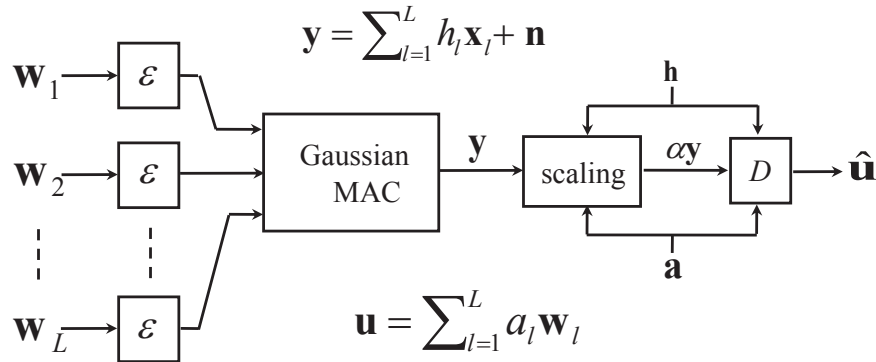 y = ∑_{l=1}^{L} h_l x_l + n
w_1
ε
h
w_2
ε
Gaussian
MAC
y
scaling
αy
D
û
a
w_L
ε
u = ∑_{l=1}^{L} a_l w_l